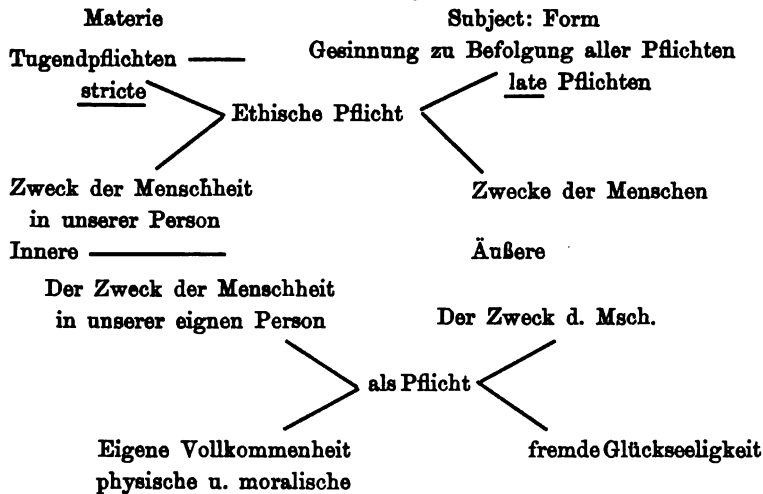 Materie Subject: Form
Tugendpflichten Gesinnung zu Befolgung aller Pflichten
stricte late Pflichten
Ethische Pflicht
Zweck der Menschheit Zwecke der Menschen
in unserer Person
Innere Äußere
Der Zweck der Menschheit
in unserer eignen Person Der Zweck d. Msch.
als Pflicht
Eigene Vollkommenheit fremde Glückseeligkeit
physische u. moralische